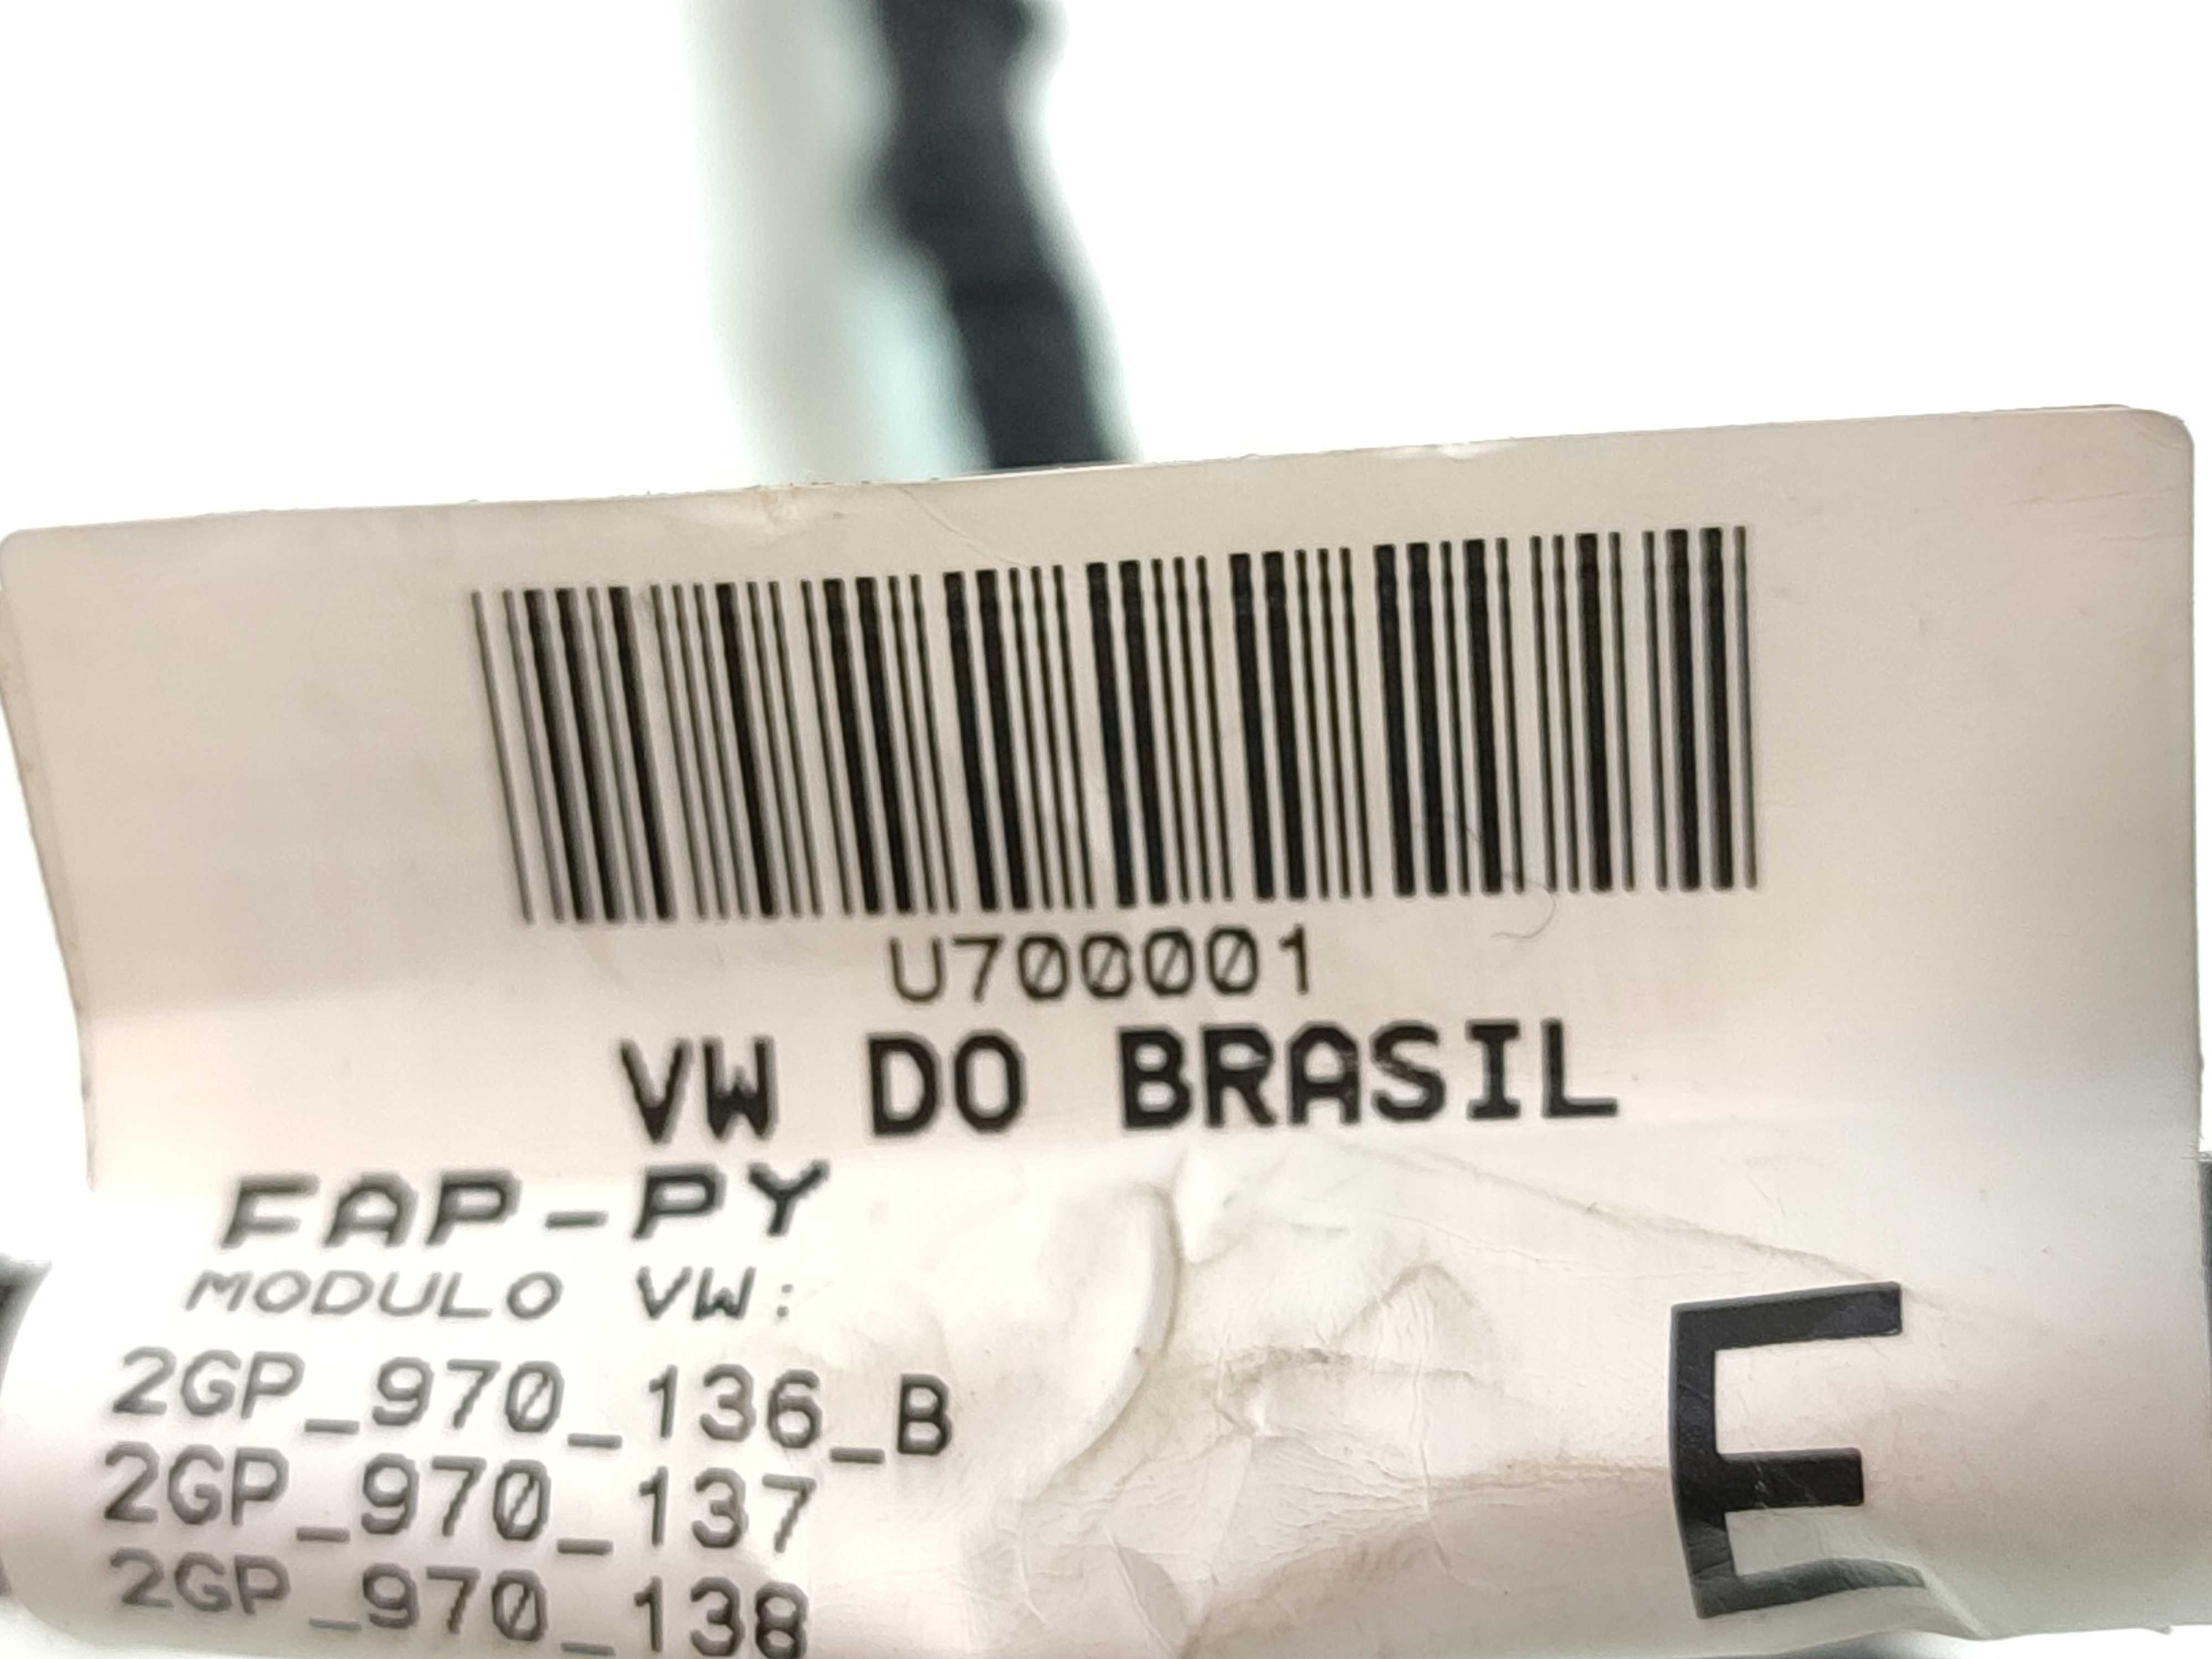 U700001
VW DO BRASIL
FAP-PY
MODULO VW:
2GP_970_136_B
2GP_970_137
2GP_970_138
E